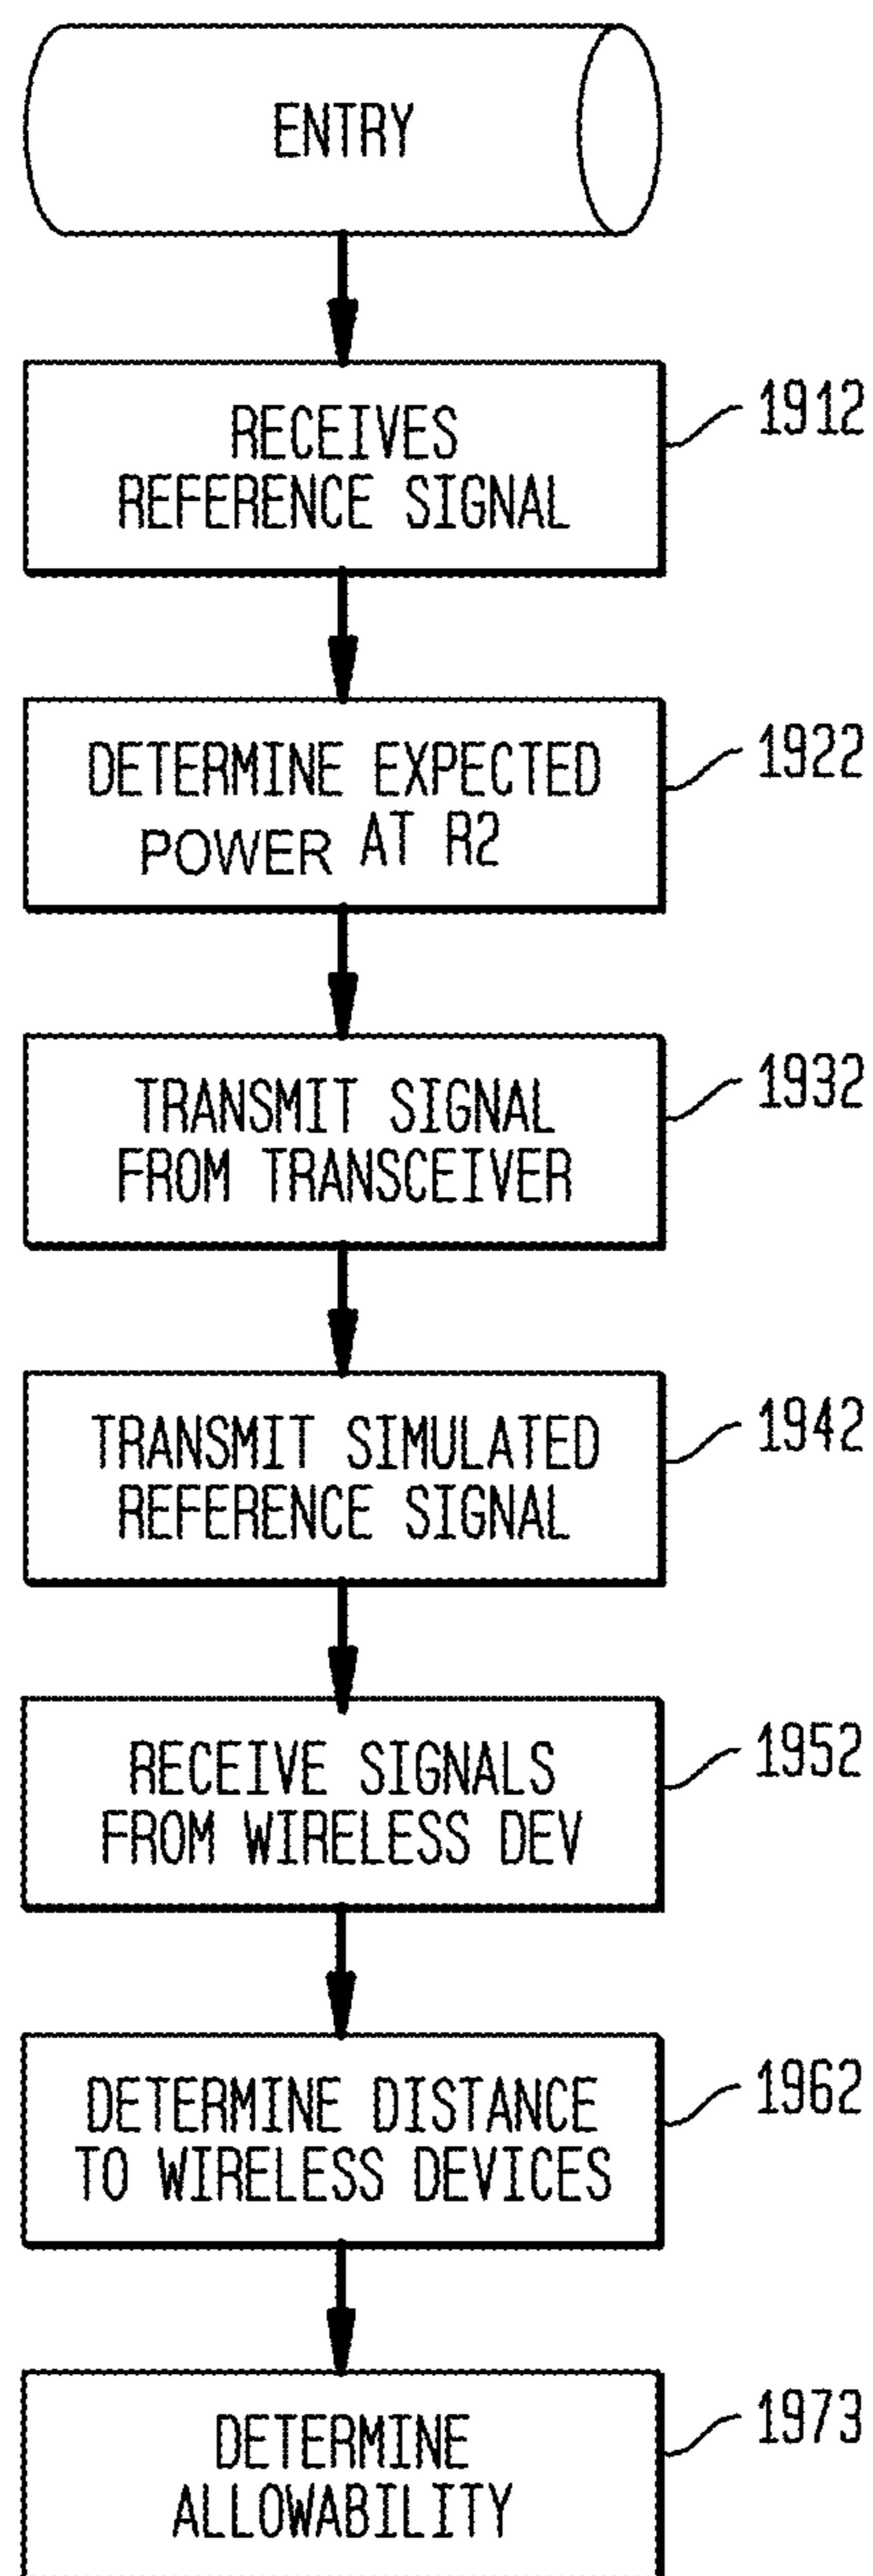 ENTRY
RECEIVES
REFERENCE SIGNAL
1912
DETERMINE EXPECTED
POWER AT R2
1922
TRANSMIT SIGNAL
FROM TRANSCEIVER
1932
TRANSMIT SIMULATED
REFERENCE SIGNAL
1942
RECEIVE SIGNALS
FROM WIRELESS DEV
1952
DETERMINE DISTANCE
TO WIRELESS DEVICES
1962
DETERMINE
ALLOWABILITY
1973